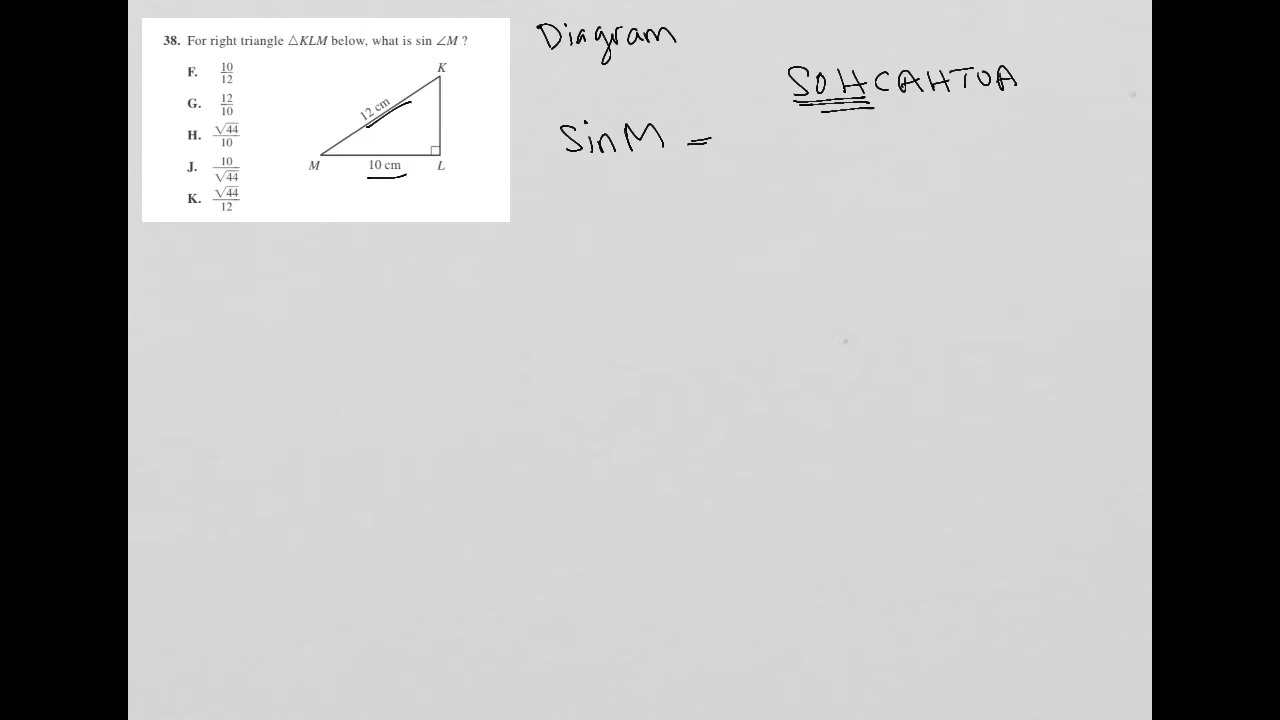 38. For right triangle △KLM below, what is sin ∠M ?
F. 10/12
G. 12/10
H. √44/10
J. 10/√44
K. √44/12
K
12 cm
M
10 cm
L
Diagram
SOHCAHTOA
Sin M =